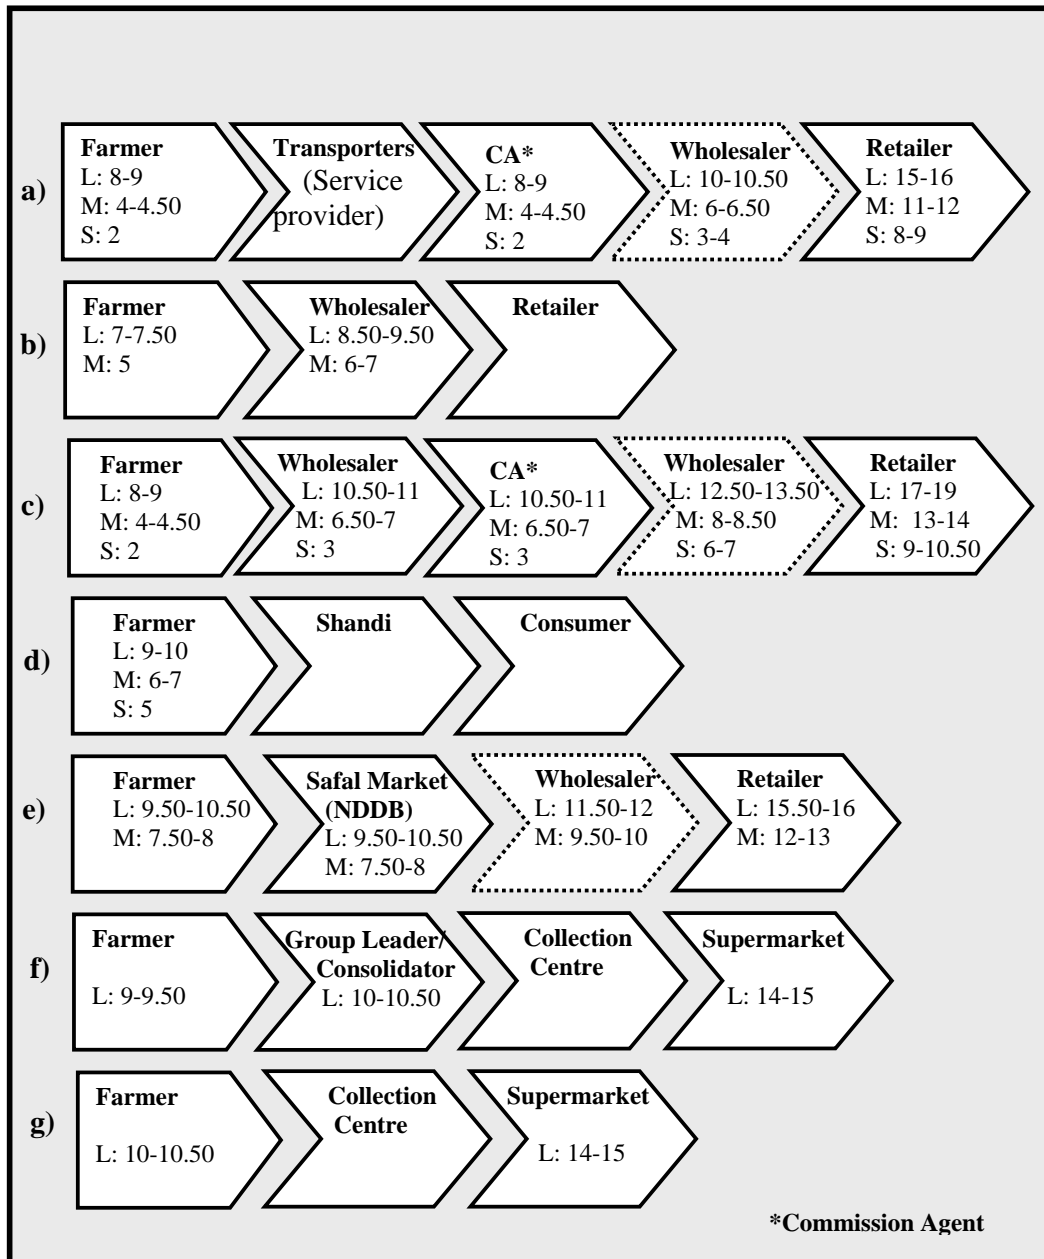 a)
Farmer
L: 8-9
M: 4-4.50
S: 2
Transporters
(Service
provider)
CA*
L: 8-9
M: 4-4.50
S: 2
Wholesaler
L: 10-10.50
M: 6-6.50
S: 3-4
Retailer
L: 15-16
M: 11-12
S: 8-9
b)
Farmer
L: 7-7.50
M: 5
Wholesaler
L: 8.50-9.50
M: 6-7
Retailer
c)
Farmer
L: 8-9
M: 4-4.50
S: 2
Wholesaler
L: 10.50-11
M: 6.50-7
S: 3
CA*
L: 10.50-11
M: 6.50-7
S: 3
Wholesaler
L: 12.50-13.50
M: 8-8.50
S: 6-7
Retailer
L: 17-19
M: 13-14
S: 9-10.50
d)
Farmer
L: 9-10
M: 6-7
S: 5
Shandi
Consumer
e)
Farmer
L: 9.50-10.50
M: 7.50-8
Safal Market
(NDDB)
L: 9.50-10.50
M: 7.50-8
Wholesaler
L: 11.50-12
M: 9.50-10
Retailer
L: 15.50-16
M: 12-13
f)
Farmer
L: 9-9.50
Group Leader/
Consolidator
L: 10-10.50
Collection
Centre
Supermarket
L: 14-15
g)
Farmer
L: 10-10.50
Collection
Centre
Supermarket
L: 14-15
*Commission Agent